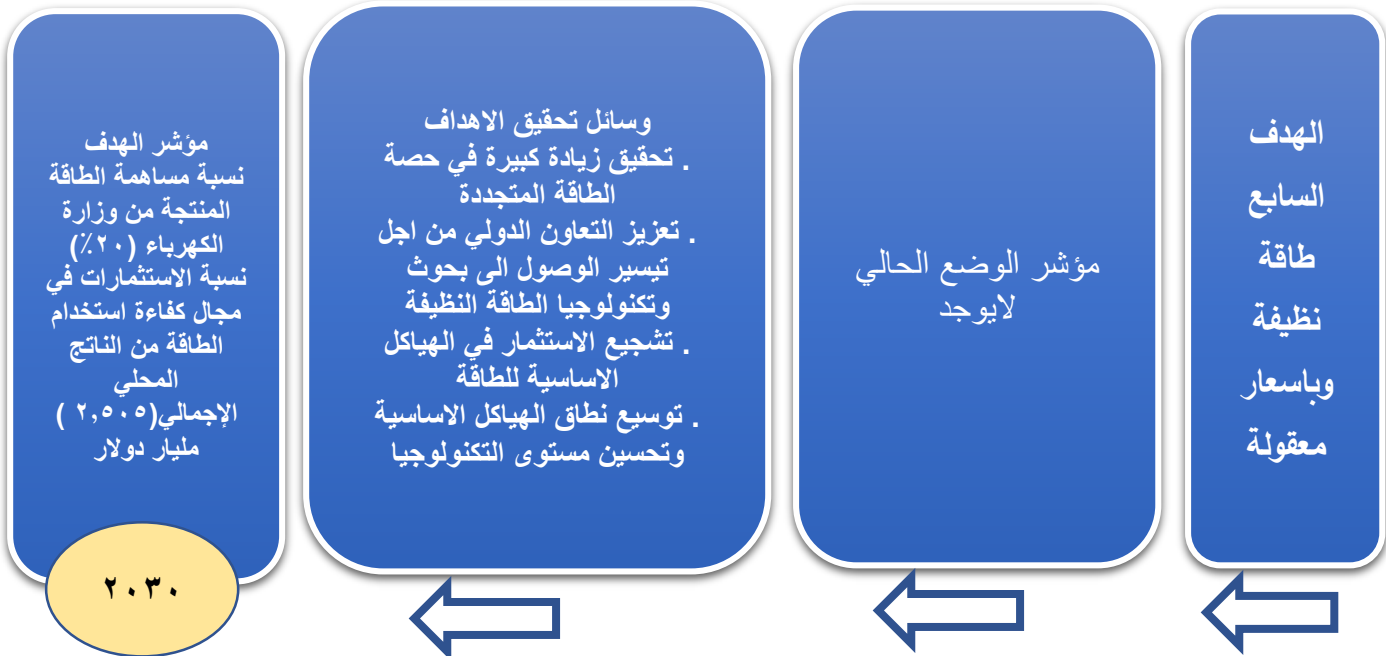 الهدف
السابع
طاقة
نظيفة
وباسعار
معقولة
مؤشر الوضع الحالي
لايوجد
وسائل تحقيق الاهداف
. تحقيق زيادة كبيرة في حصة
الطاقة المتجددة
. تعزيز التعاون الدولي من اجل
تيسير الوصول الى بحوث
وتكنولوجيا الطاقة النظيفة
. تشجيع الاستثمار في الهياكل
الاساسية للطاقة
. توسيع نطاق الهياكل الاساسية
وتحسين مستوى التكنولوجيا
مؤشر الهدف
نسبة مساهمة الطاقة
المنتجة من وزارة
الكهرباء (٢٠٪)
نسبة الاستثمارات في
مجال كفاءة استخدام
الطاقة من الناتج
المحلي
الإجمالي(٢,٥٠٥ )
مليار دولار
٢٠٣٠